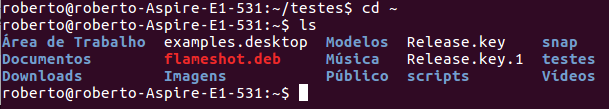 roberto@roberto-Aspire-E1-531:~/testes$ cd ~
roberto@roberto-Aspire-E1-531:~$ ls
Área de Trabalho examples.desktop Modelos Release.key snap
Documentos flameshot.deb Música Release.key.1 testes
Downloads Imagens Público scripts Vídeos
roberto@roberto-Aspire-E1-531:~$